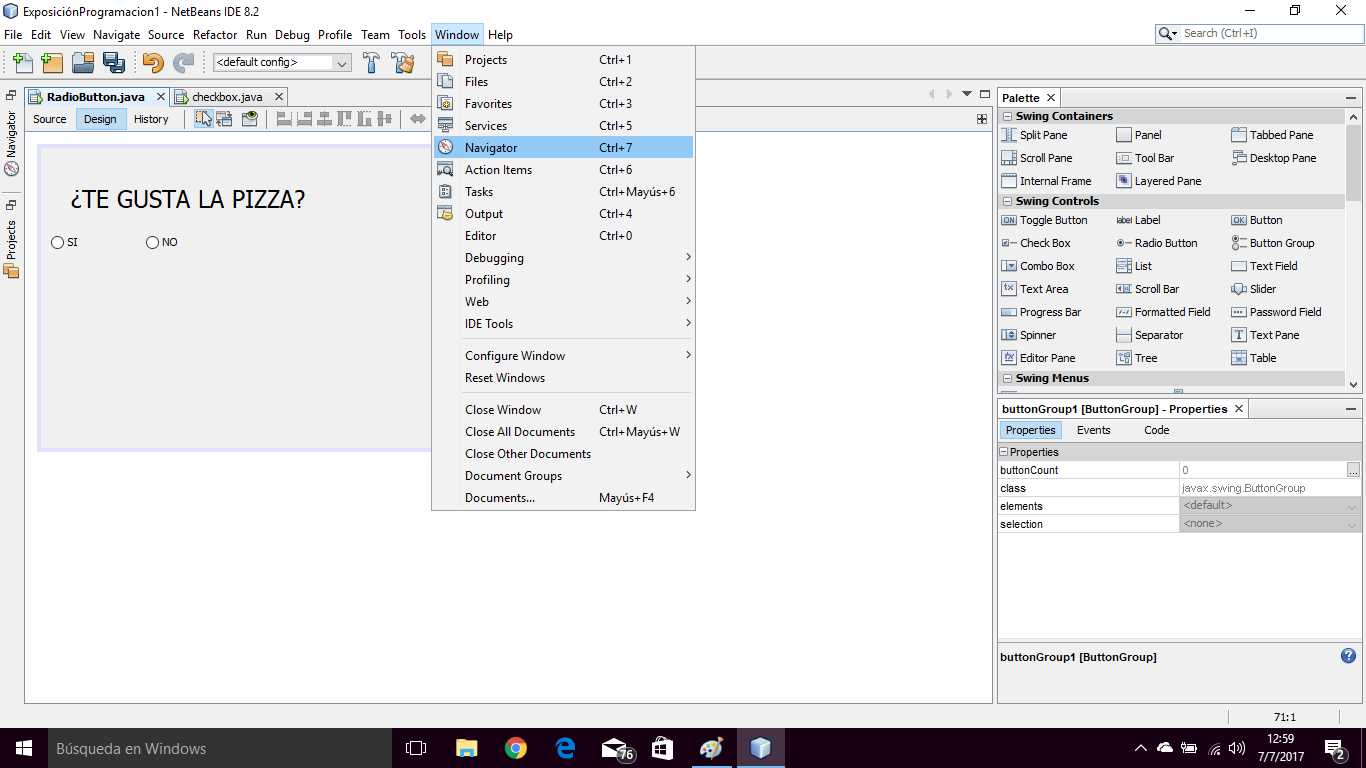 ExposiciónProgramacion1 - NetBeans IDE 8.2
File Edit View Navigate Source Refactor Run Debug Profile Team Tools Window Help
Search (Ctrl+I)
<default config>
RadioButton.java
checkbox.java
Source Design History
Navigator
Projects
¿TE GUSTA LA PIZZA?
SI NO
Projects Ctrl+1
Files Ctrl+2
Favorites Ctrl+3
Services Ctrl+5
Navigator Ctrl+7
Action Items Ctrl+6
Tasks Ctrl+Mayús+6
Output Ctrl+4
Editor Ctrl+0
Debugging
Profiling
Web
IDE Tools
Configure Window
Reset Windows
Close Window Ctrl+W
Close All Documents Ctrl+Mayús+W
Close Other Documents
Document Groups
Documents... Mayús+F4
Palette
Swing Containers
Split Pane Panel Tabbed Pane
Scroll Pane Tool Bar Desktop Pane
Internal Frame Layered Pane
Swing Controls
Toggle Button label Label OK Button
Check Box Radio Button Button Group
Combo Box List Text Field
Text Area Scroll Bar Slider
Progress Bar Formatted Field Password Field
Spinner Separator Text Pane
Editor Pane Tree Table
Swing Menus
buttonGroup1 [ButtonGroup] - Properties
Properties Events Code
Properties
buttonCount 0 ...
class javax.swing.ButtonGroup
elements <default>
selection <none>
buttonGroup1 [ButtonGroup]
71:1
Búsqueda en Windows
76
12:59
7/7/2017
2